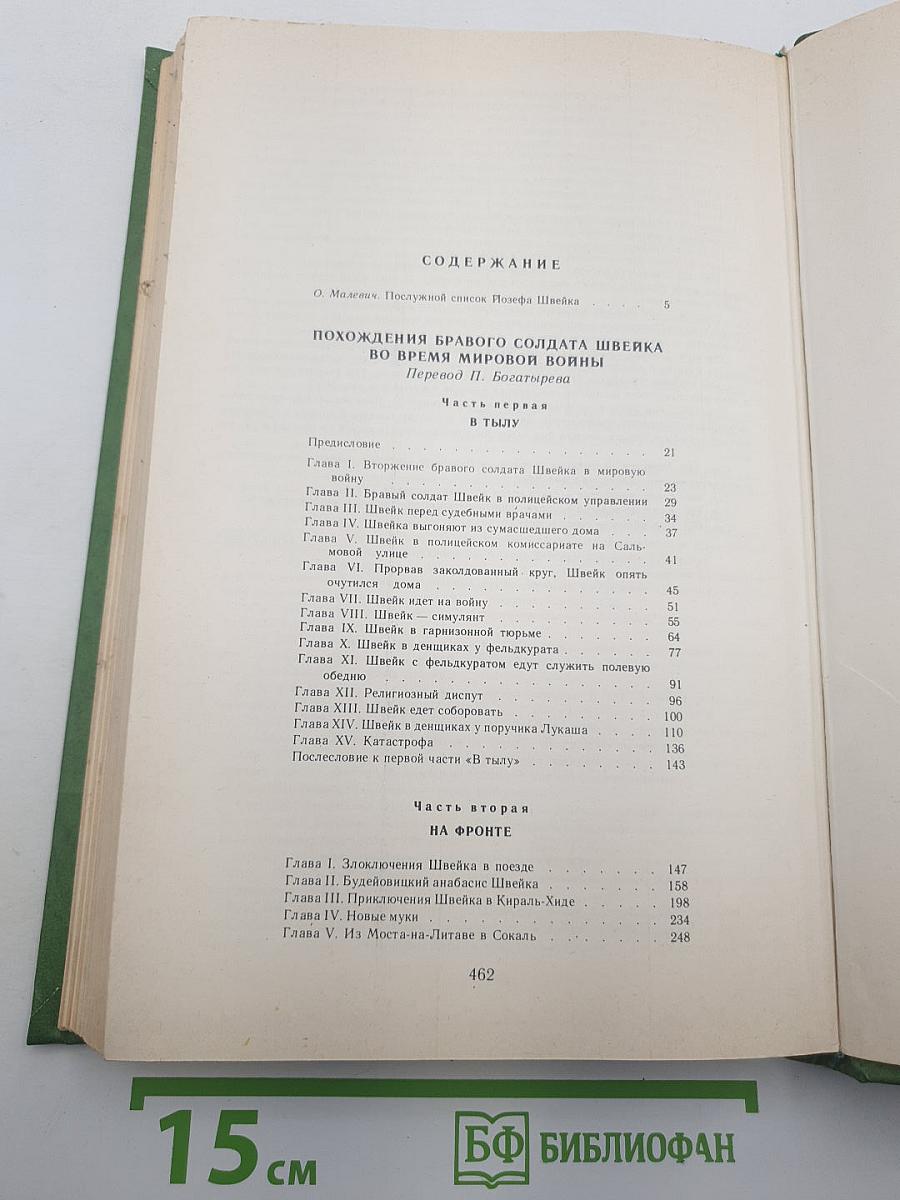 СОДЕРЖАНИЕ
О. Малевич. Послужной список Йозефа Швейка . . . . 5
ПОХОЖДЕНИЯ БРАВОГО СОЛДАТА ШВЕЙКА
ВО ВРЕМЯ МИРОВОЙ ВОЙНЫ
Перевод П. Богатырева
Часть первая
В ТЫЛУ
Предисловие . . . . . . . . . . . . . . . . . 21
Глава I. Вторжение бравого солдата Швейка в мировую
войну . . . . . . . . . . . . . . . . . 23
Глава II. Бравый солдат Швейк в полицейском управлении 29
Глава III. Швейк перед судебными врачами . . . . . . 34
Глава IV. Швейка выгоняют из сумасшедшего дома . . . 37
Глава V. Швейк в полицейском комиссариате на Саль-
мовой улице . . . . . . . . . . . . . . 41
Глава VI. Прорвав заколдованный круг, Швейк опять
очутился дома . . . . . . . . . . . . . 45
Глава VII. Швейк идет на войну . . . . . . . . . . 51
Глава VIII. Швейк — симулянт . . . . . . . . . . . 55
Глава IX. Швейк в гарнизонной тюрьме . . . . . . . 64
Глава X. Швейк в денщиках у фельдкурата . . . . . . 77
Глава XI. Швейк с фельдкуратом едут служить полевую
обедню . . . . . . . . . . . . . . . . 91
Глава XII. Религиозный диспут . . . . . . . . . . 96
Глава XIII. Швейк едет соборовать . . . . . . . . . 100
Глава XIV. Швейк в денщиках у поручика Лукаша . . . . 110
Глава XV. Катастрофа . . . . . . . . . . . . . 136
Послесловие к первой части «В тылу» . . . . . . . . 143
Часть вторая
НА ФРОНТЕ
Глава I. Злоключения Швейка в поезде . . . . . . . 147
Глава II. Будейовицкий анабасис Швейка . . . . . . . 158
Глава III. Приключения Швейка в Кираль-Хиде . . . . . 198
Глава IV. Новые муки . . . . . . . . . . . . . 234
Глава V. Из Моста-на-Литаве в Сокаль . . . . . . . 248
462
15 см
БФ БИБЛИОФАН